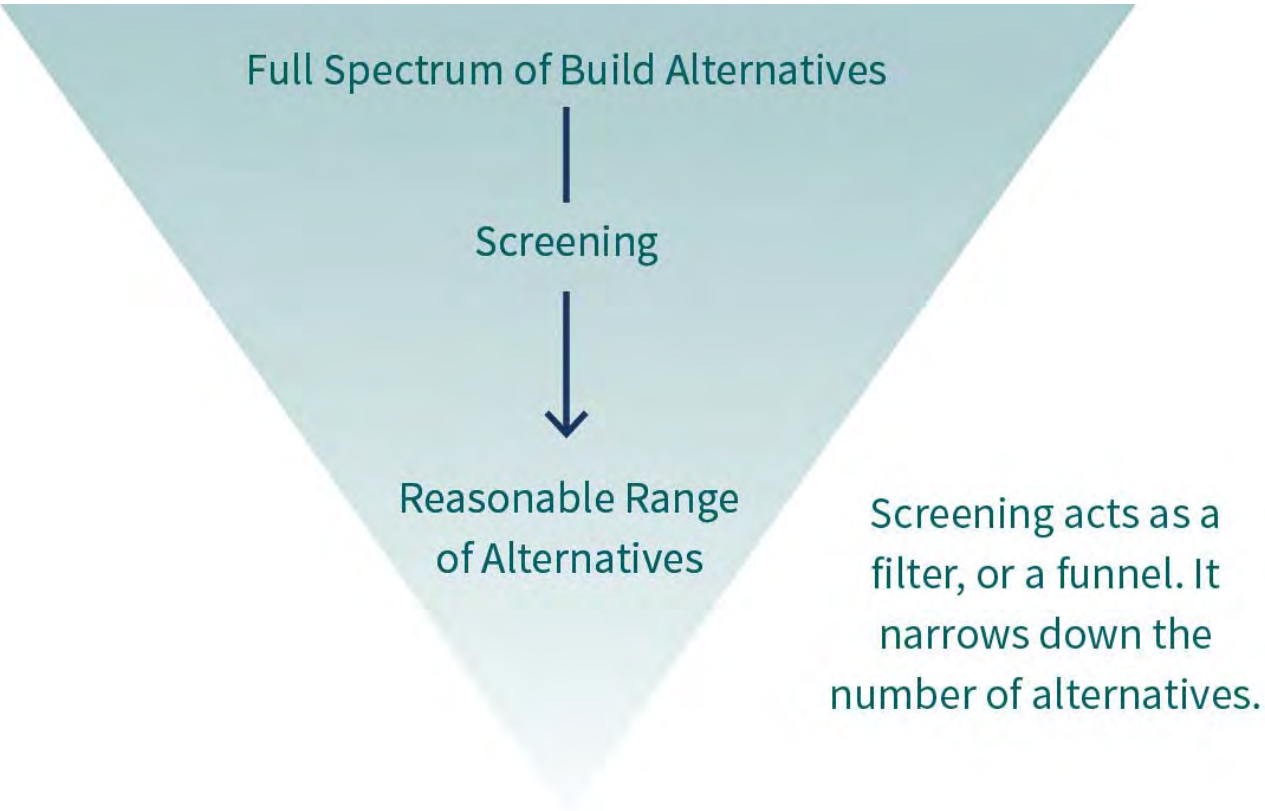 Full Spectrum of Build Alternatives
Screening
Reasonable Range
of Alternatives
Screening acts as a
filter, or a funnel. It
narrows down the
number of alternatives.